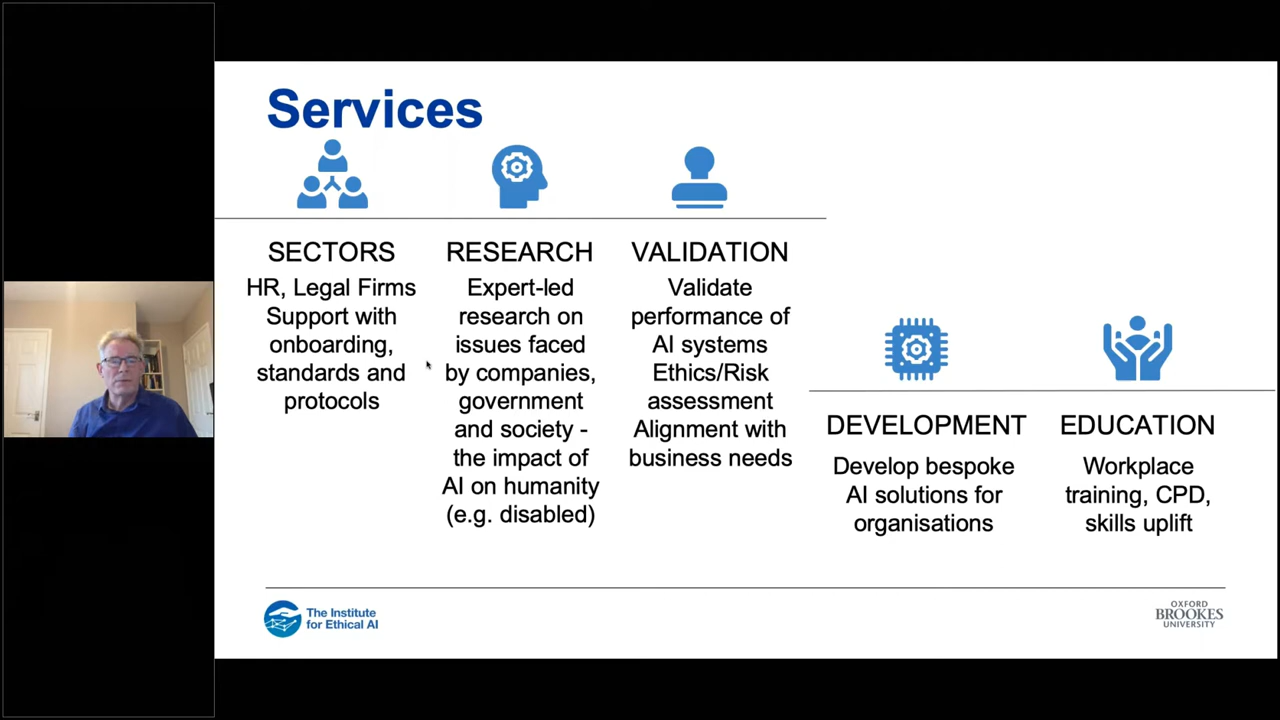 Services
SECTORS
HR, Legal Firms
Support with
onboarding,
standards and
protocols
RESEARCH
Expert-led
research on
issues faced
by companies,
government
and society -
the impact of
AI on humanity
(e.g. disabled)
VALIDATION
Validate
performance of
AI systems
Ethics/Risk
assessment
Alignment with
business needs
DEVELOPMENT
Develop bespoke
AI solutions for
organisations
EDUCATION
Workplace
training, CPD,
skills uplift
The Institute
for Ethical AI
OXFORD
BROOKES
UNIVERSITY